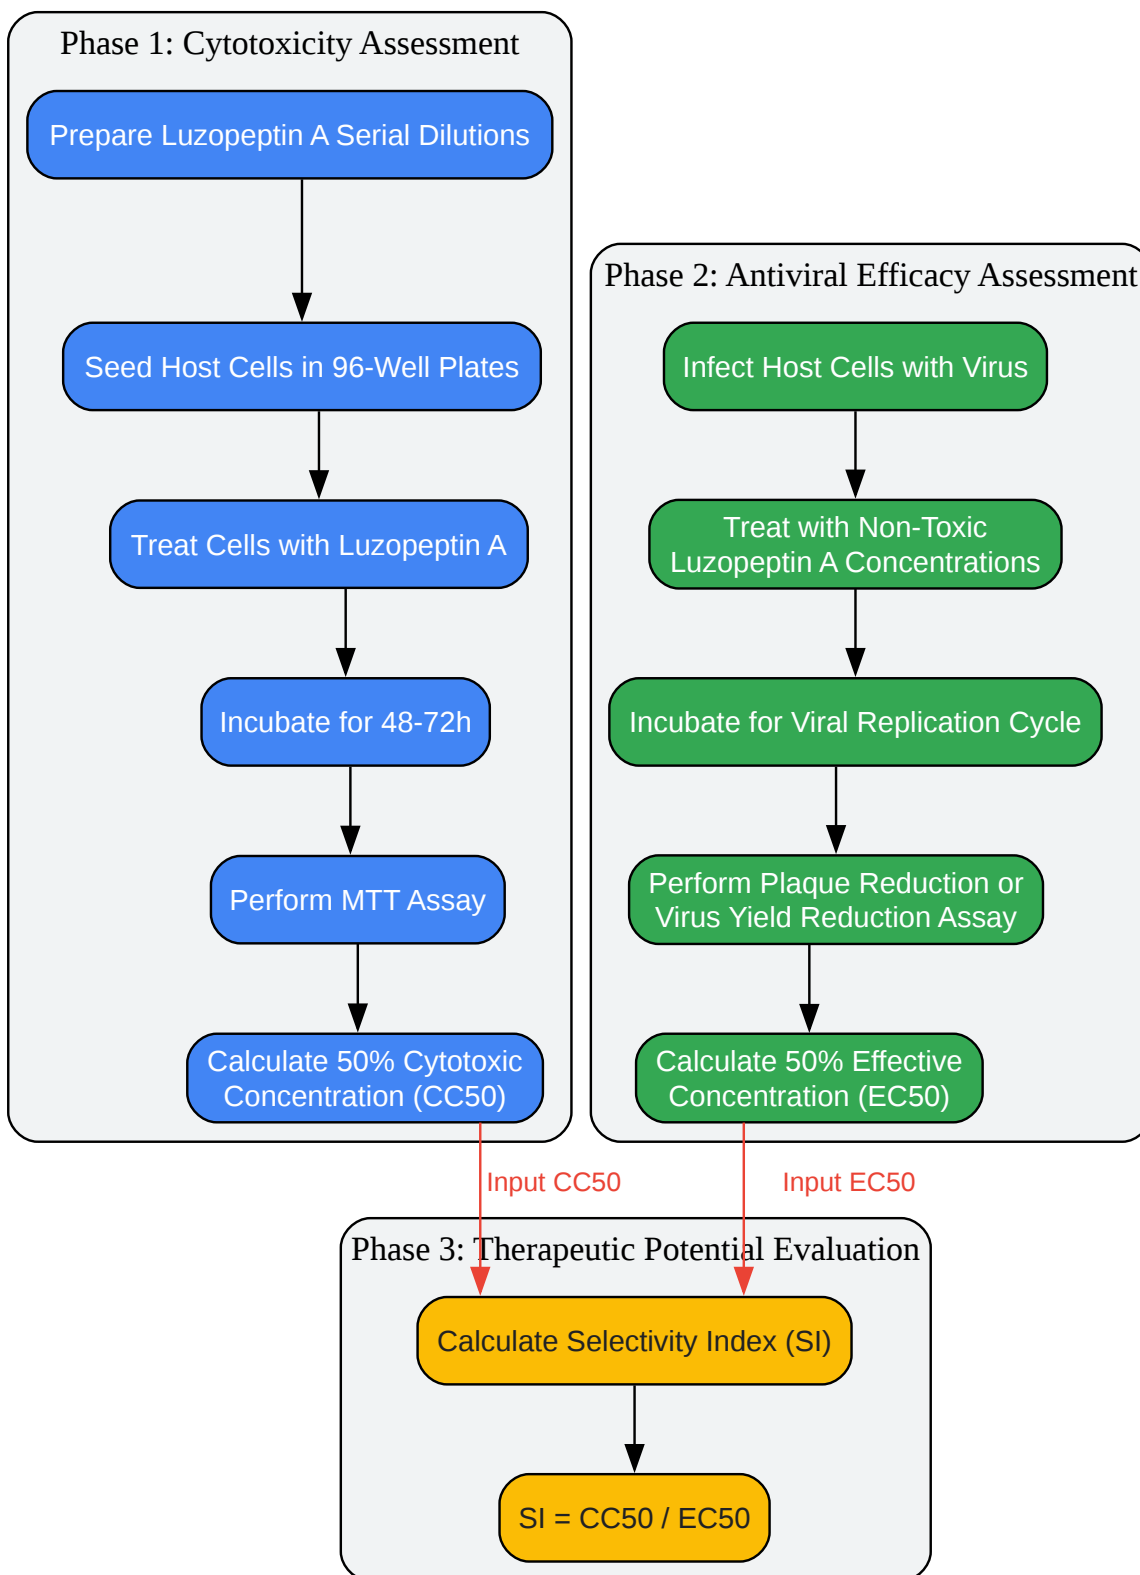 Phase 1: Cytotoxicity Assessment
Prepare Luzopeptin A Serial Dilutions
Seed Host Cells in 96-Well Plates
Treat Cells with Luzopeptin A
Incubate for 48-72h
Perform MTT Assay
Calculate 50% Cytotoxic
Concentration (CC50)
Phase 2: Antiviral Efficacy Assessment
Infect Host Cells with Virus
Treat with Non-Toxic
Luzopeptin A Concentrations
Incubate for Viral Replication Cycle
Perform Plaque Reduction or
Virus Yield Reduction Assay
Calculate 50% Effective
Concentration (EC50)
Input CC50
Input EC50
Phase 3: Therapeutic Potential Evaluation
Calculate Selectivity Index (SI)
SI = CC50 / EC50